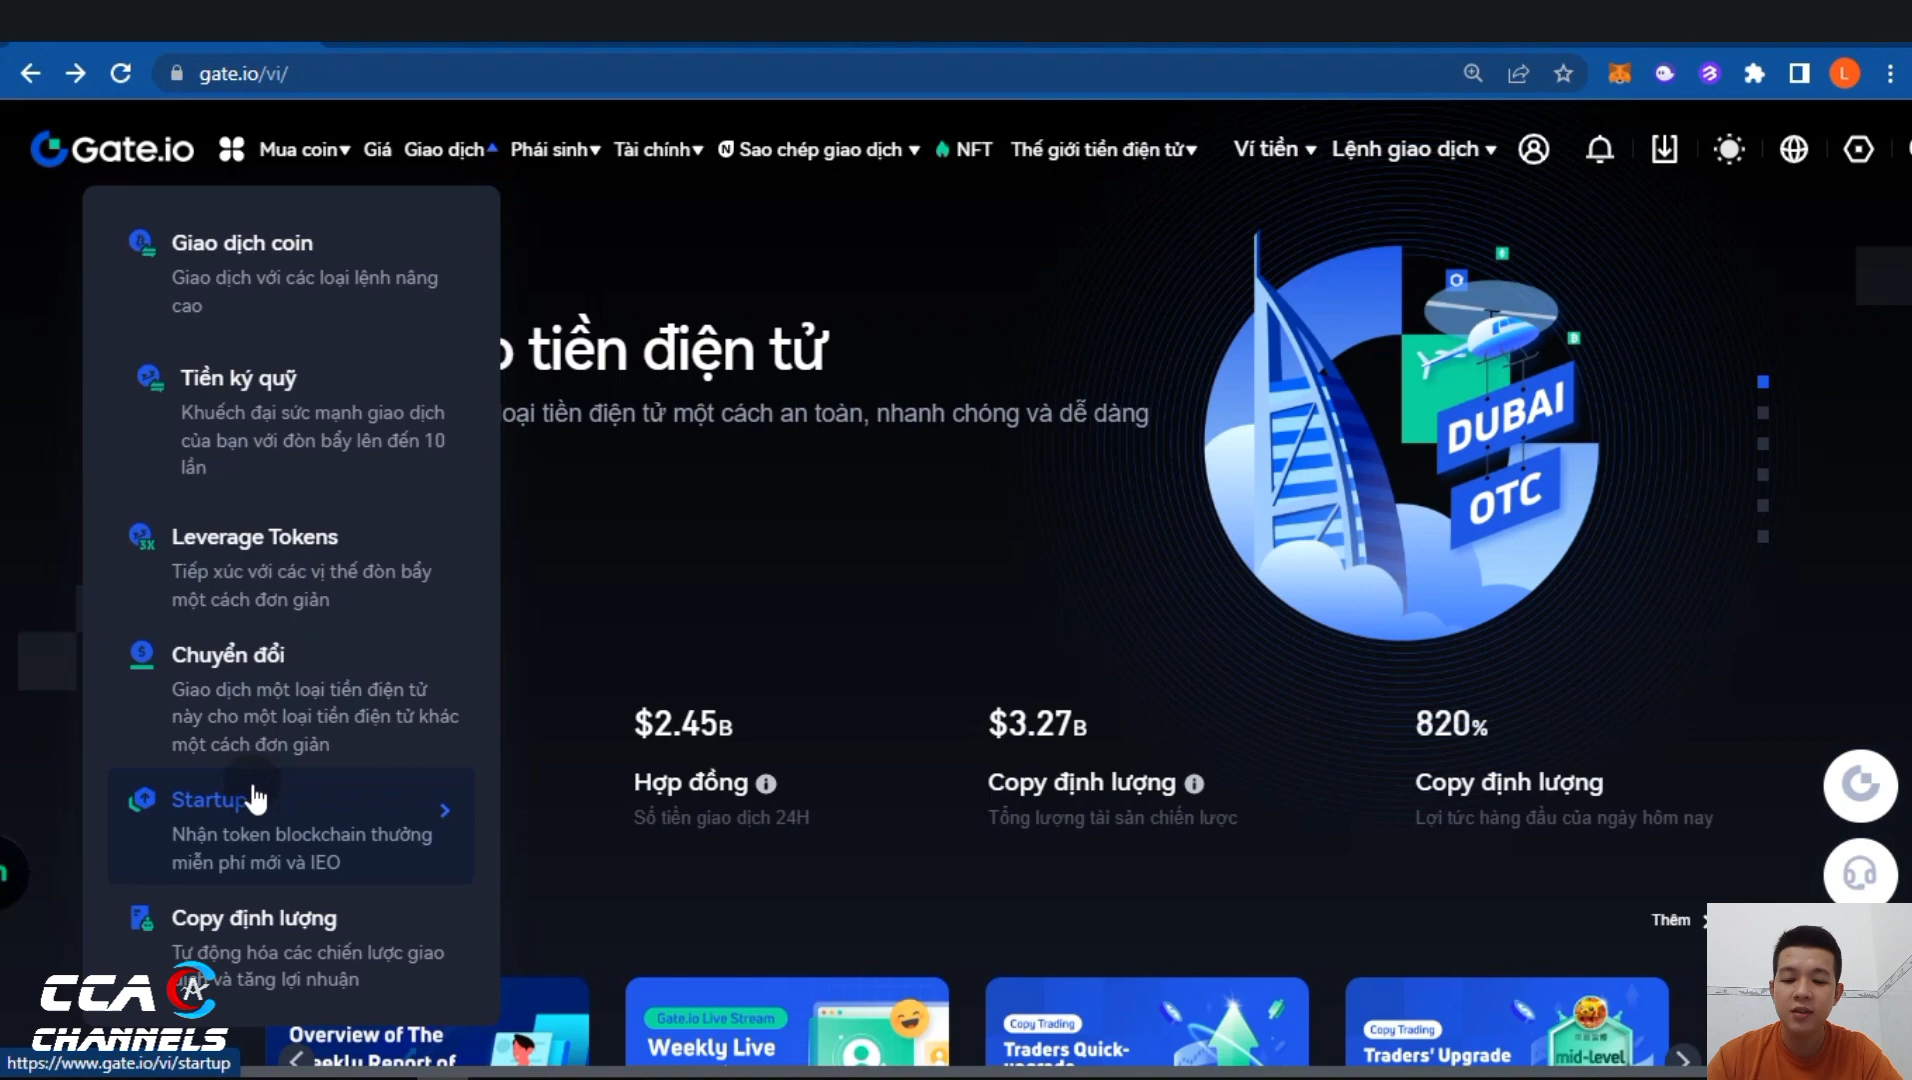 gate.io/vi/
L
Gate.io Mua coin Giá Giao dịch Phái sinh Tài chính N Sao chép giao dịch NFT Thế giới tiền điện tử Ví tiền Lệnh giao dịch
Giao dịch coin
Giao dịch với các loại lệnh nâng
cao
Tiền ký quỹ
Khuếch đại sức mạnh giao dịch
của bạn với đòn bẩy lên đến 10
lần
3X
Leverage Tokens
Tiếp xúc với các vị thế đòn bẩy
một cách đơn giản
Chuyển đổi
Giao dịch một loại tiền điện tử
này cho một loại tiền điện tử khác
một cách đơn giản
Startup
Nhận token blockchain thưởng
miễn phí mới và IEO
Copy định lượng
Tự động hóa các chiến lược giao
dịch và tăng lợi nhuận
tiền điện tử
loại tiền điện tử một cách an toàn, nhanh chóng và dễ dàng
DUBAI
OTC
$2.45B
Hợp đồng
Số tiền giao dịch 24H
$3.27B
Copy định lượng
Tổng lượng tài sản chiến lược
820%
Copy định lượng
Lợi tức hàng đầu của ngày hôm nay
Thêm
Overview of The
Weekly Report of
Gate.io Live Stream
Weekly Live
Copy Trading
Traders Quick-
upgrade
Copy Trading
Traders' Upgrade
mid-level
CCA
CHANNELS
https://www.gate.io/vi/startup